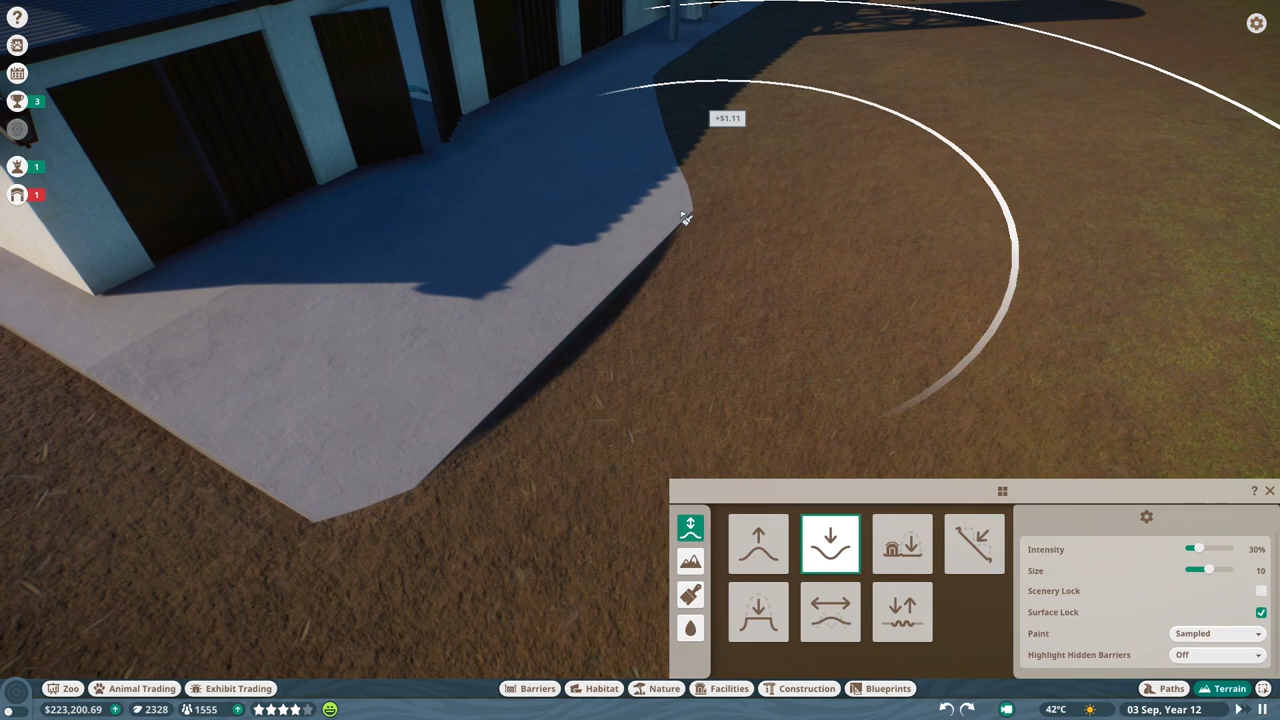 ?
3
+$1.11
1
1
? ×
Intensity 30%
Size 10
Scenery Lock
Surface Lock
Paint Sampled
Highlight Hidden Barriers Off
Zoo Animal Trading Exhibit Trading Barriers Habitat Nature Facilities Construction Blueprints Paths Terrain
$223,200.69 2328 1555 42°C 03 Sep, Year 12